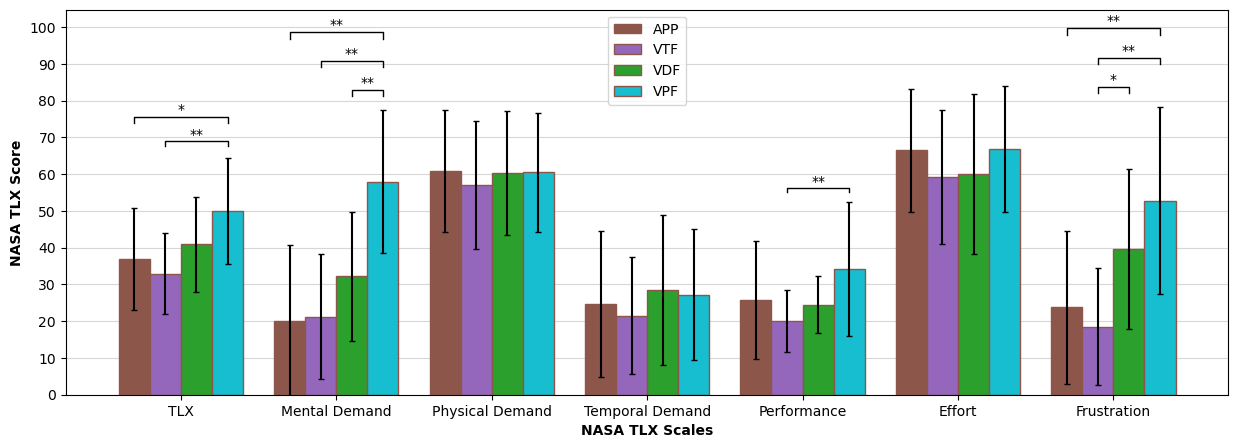 **
**
**
*
**
**
**
**
*
APP
VTF
VDF
VPF
NASA TLX Score
100
90
80
70
60
50
40
30
20
10
0
TLX
Mental Demand
Physical Demand
Temporal Demand
Performance
Effort
Frustration
NASA TLX Scales